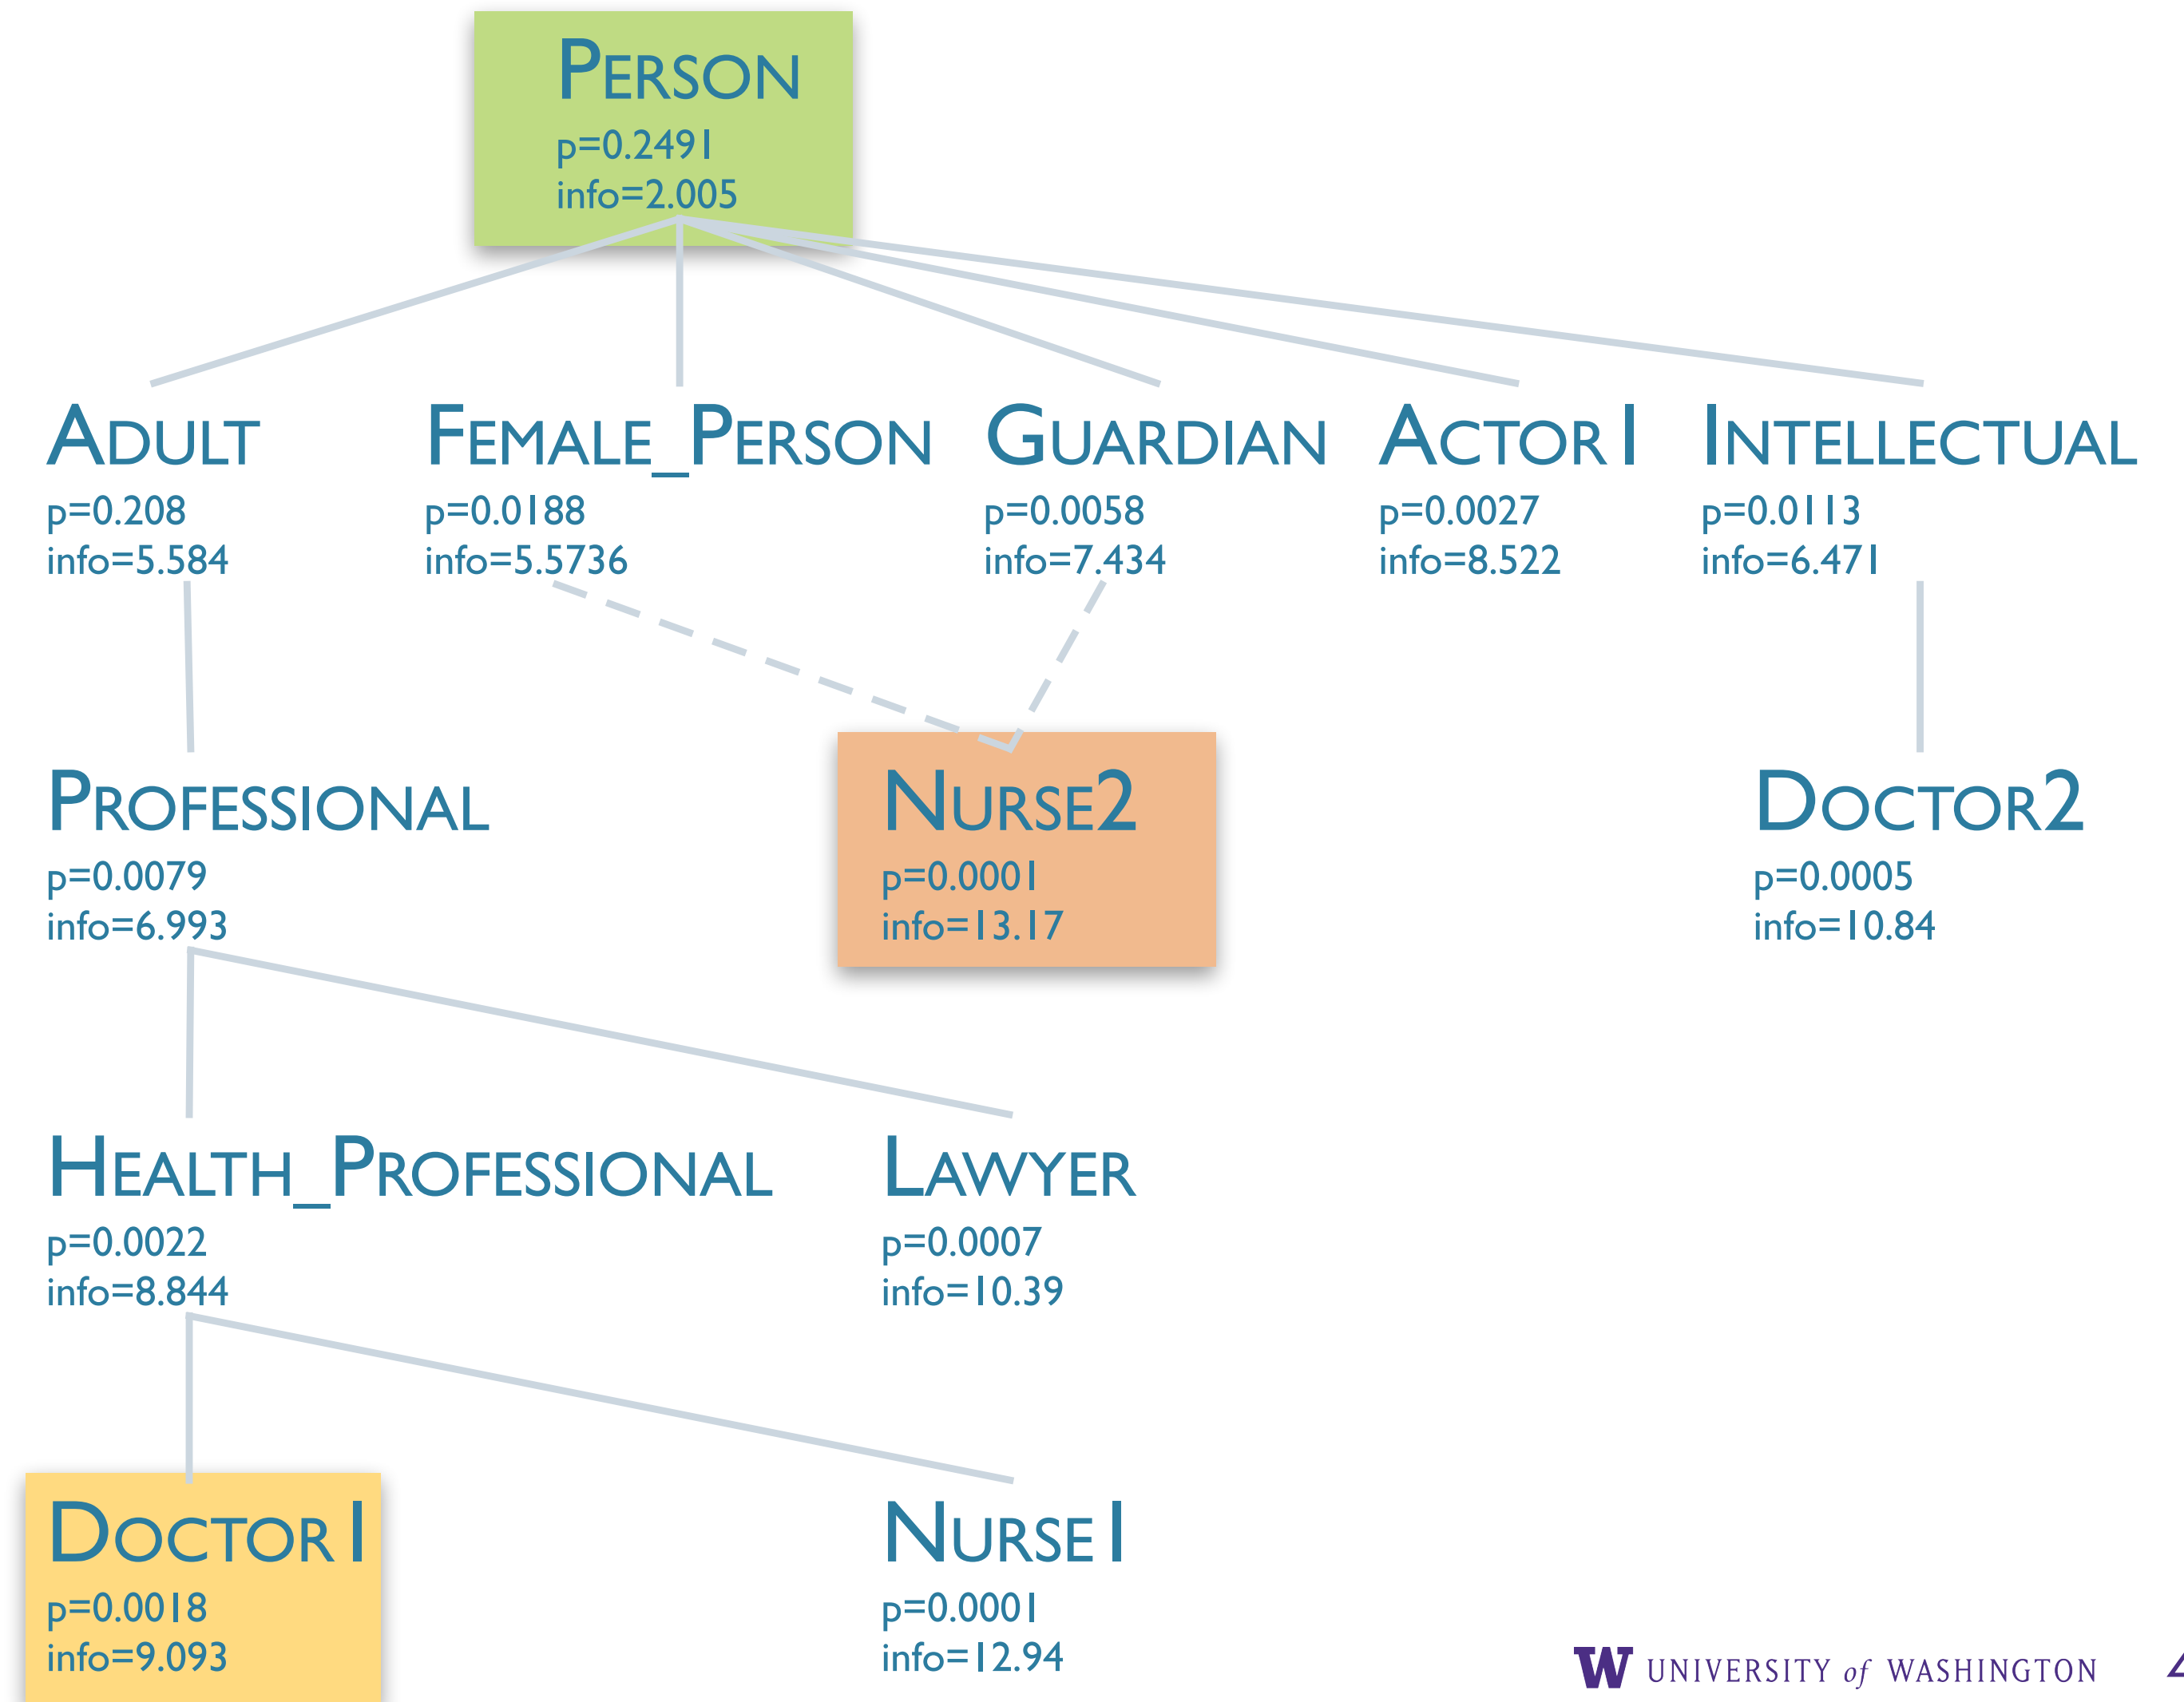 PERSON
p=0.2491
info=2.005
ADULT FEMALE_PERSON GUARDIAN ACTOR1 INTELLECTUAL
p=0.208 p=0.0188 p=0.0058 p=0.0027 p=0.0113
info=5.584 info=5.5736 info=7.434 info=8.522 info=6.471
PROFESSIONAL NURSE2 DOCTOR2
p=0.0079 p=0.0001 p=0.0005
info=6.993 info=13.17 info=10.84
HEALTH_PROFESSIONAL LAWYER
p=0.0022 p=0.0007
info=8.844 info=10.39
DOCTOR1 NURSE1
p=0.0018 p=0.0001
info=9.093 info=12.94
W UNIVERSITY of WASHINGTON